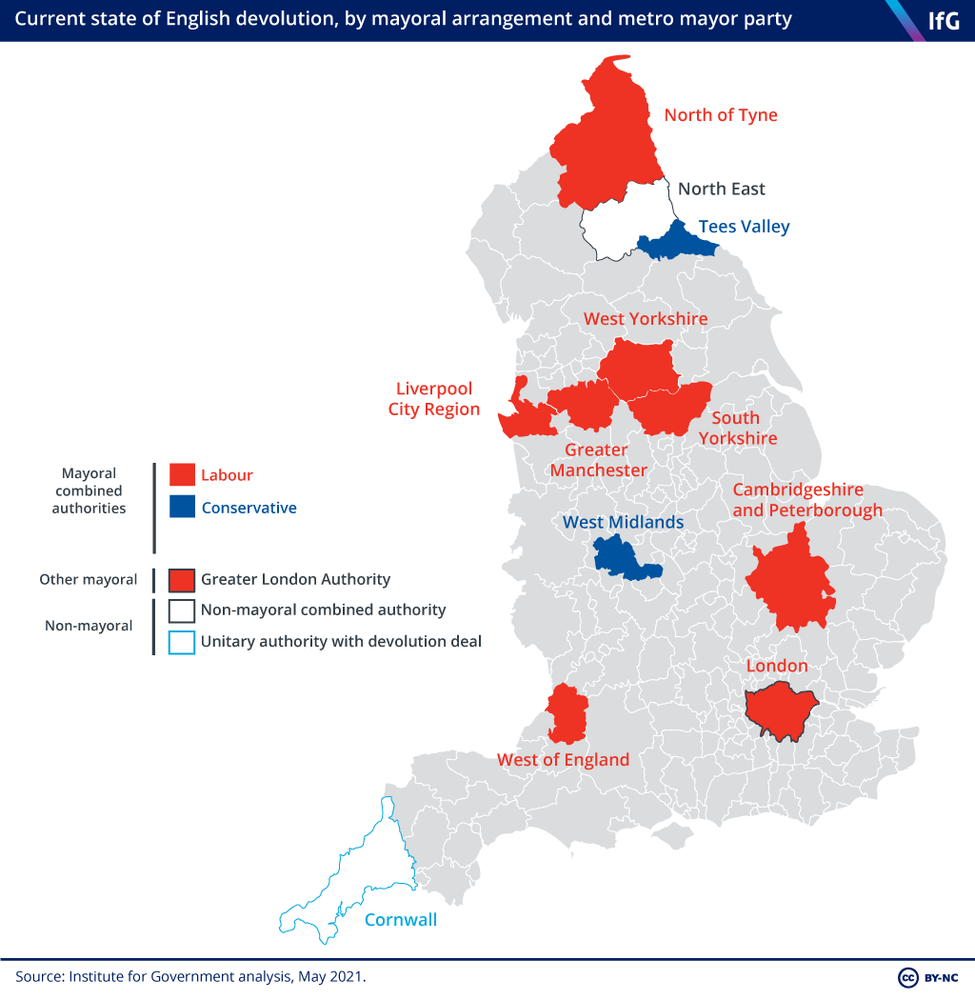 Current state of English devolution, by mayoral arrangement and metro mayor party
IfG
North of Tyne
North East
Tees Valley
West Yorkshire
Liverpool
City Region
South
Yorkshire
Greater
Manchester
Mayoral
combined
authorities
Labour
Conservative
Cambridgeshire
and Peterborough
West Midlands
Other mayoral
Greater London Authority
Non-mayoral
Non-mayoral combined authority
Unitary authority with devolution deal
London
West of England
Cornwall
Source: Institute for Government analysis, May 2021.
cc BY-NC